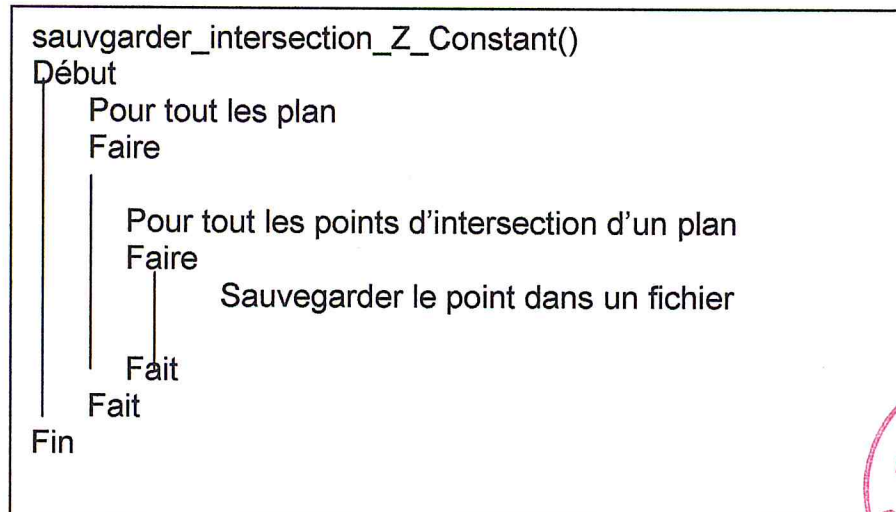 sauvgarder_intersection_Z_Constant()
Début
Pour tout les plan
Faire
Pour tout les points d'intersection d'un plan
Faire
Sauvegarder le point dans un fichier
Fait
Fait
Fin